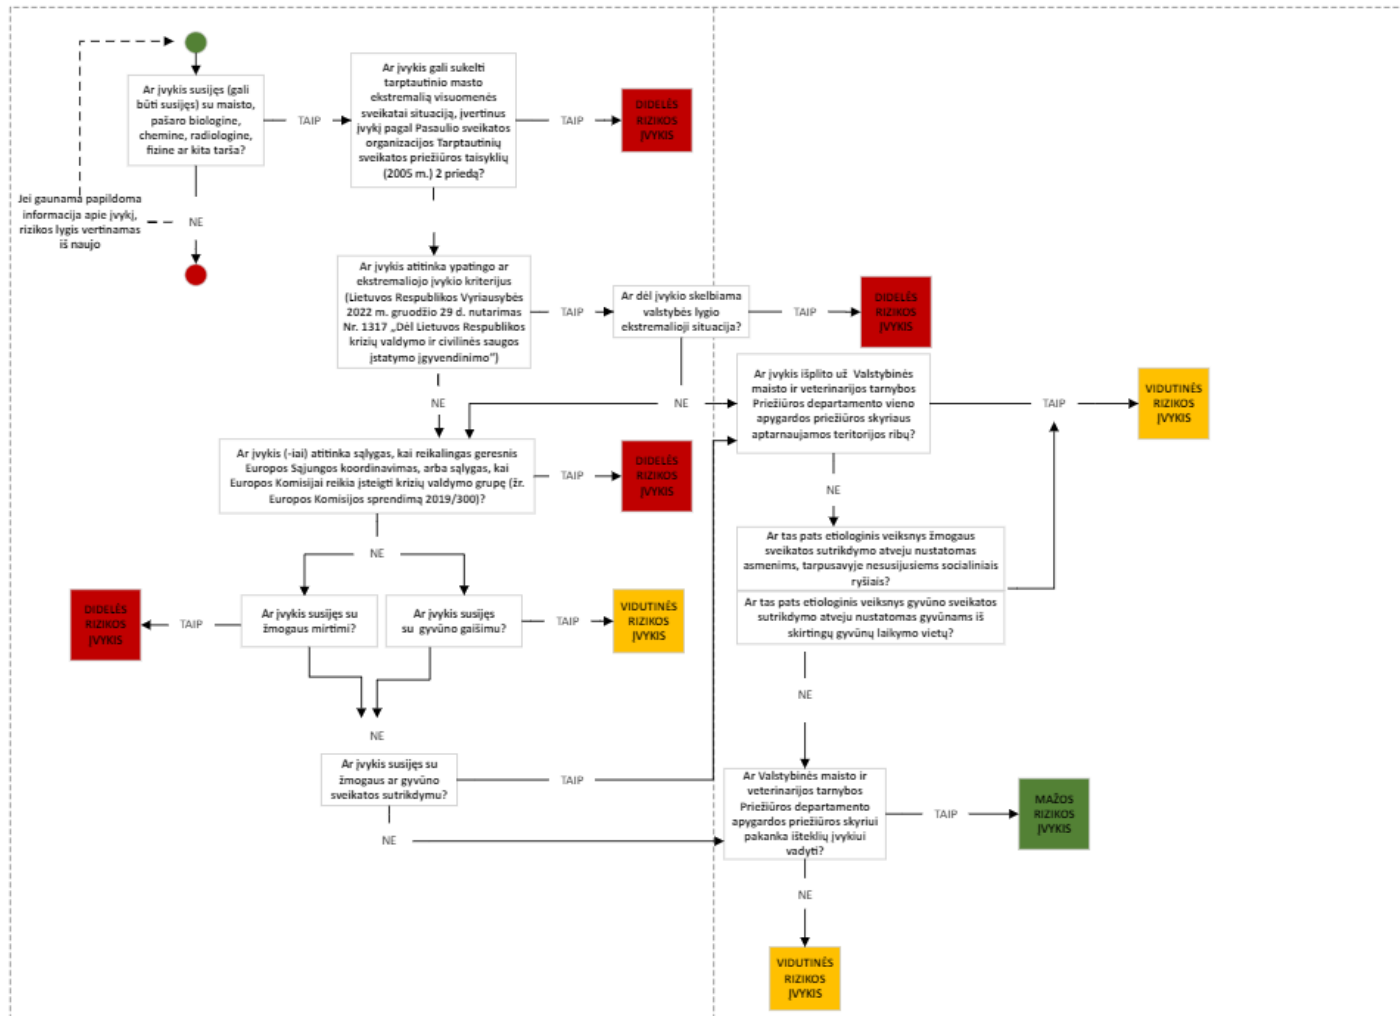 Ar įvykis susijęs (gali
būti susijęs) su maisto,
pašaro biologine,
chemine, radiologine,
fizine ar kita tarša?
TAIP
Ar įvykis gali sukelti
tarptautinio masto
ekstremalią visuomenės
sveikatai situaciją, įvertinus
įvykį pagal Pasaulio sveikatos
organizacijos Tarptautinių
sveikatos priežiūros taisyklių
(2005 m.) 2 priedą?
TAIP
DIDELĖS
RIZIKOS
ĮVYKIS
Jei gaunama papildoma
informacija apie įvykį,
rizikos lygis vertinamas
iš naujo
NE
Ar įvykis atitinka ypatingo ar
ekstremaliojo įvykio kriterijus
(Lietuvos Respublikos Vyriausybės
2022 m. gruodžio 29 d. nutarimas
Nr. 1317 „Dėl Lietuvos Respublikos
krizių valdymo ir civilinės saugos
įstatymo įgyvendinimo")
TAIP
Ar dėl įvykio skelbiama
valstybės lygio
ekstremalioji situacija?
TAIP
DIDELĖS
RIZIKOS
ĮVYKIS
NE
NE
Ar įvykis išplito už Valstybinės
maisto ir veterinarijos tarnybos
Priežiūros departamento vieno
apygardos priežiūros skyriaus
aptarnaujamos teritorijos ribų?
TAIP
VIDUTINĖS
RIZIKOS
ĮVYKIS
Ar įvykis (-iai) atitinka sąlygas, kai reikalingas geresnis
Europos Sąjungos koordinavimas, arba sąlygas, kai
Europos Komisijai reikia įsteigti krizių valdymo grupę (žr.
Europos Komisijos sprendimą 2019/300)?
TAIP
DIDELĖS
RIZIKOS
ĮVYKIS
NE
NE
Ar tas pats etiologinis veiksnys žmogaus
sveikatos sutrikdymo atveju nustatomas
asmenims, tarpusavyje nesusijusiems socialiniais
ryšiais?
Ar tas pats etiologinis veiksnys gyvūno sveikatos
sutrikdymo atveju nustatomas gyvūnams iš
skirtingų gyvūnų laikymo vietų?
DIDELĖS
RIZIKOS
ĮVYKIS
TAIP
Ar įvykis susijęs su
žmogaus mirtimi?
Ar įvykis susijęs
su gyvūno gaišimu?
TAIP
VIDUTINĖS
RIZIKOS
ĮVYKIS
NE
NE
Ar įvykis susijęs su
žmogaus ar gyvūno
sveikatos sutrikdymu?
TAIP
NE
Ar Valstybinės maisto ir
veterinarijos tarnybos
Priežiūros departamento
apygardos priežiūros skyriui
pakanka išteklių įvykiui
vadyti?
TAIP
MAŽOS
RIZIKOS
ĮVYKIS
NE
VIDUTINĖS
RIZIKOS
ĮVYKIS